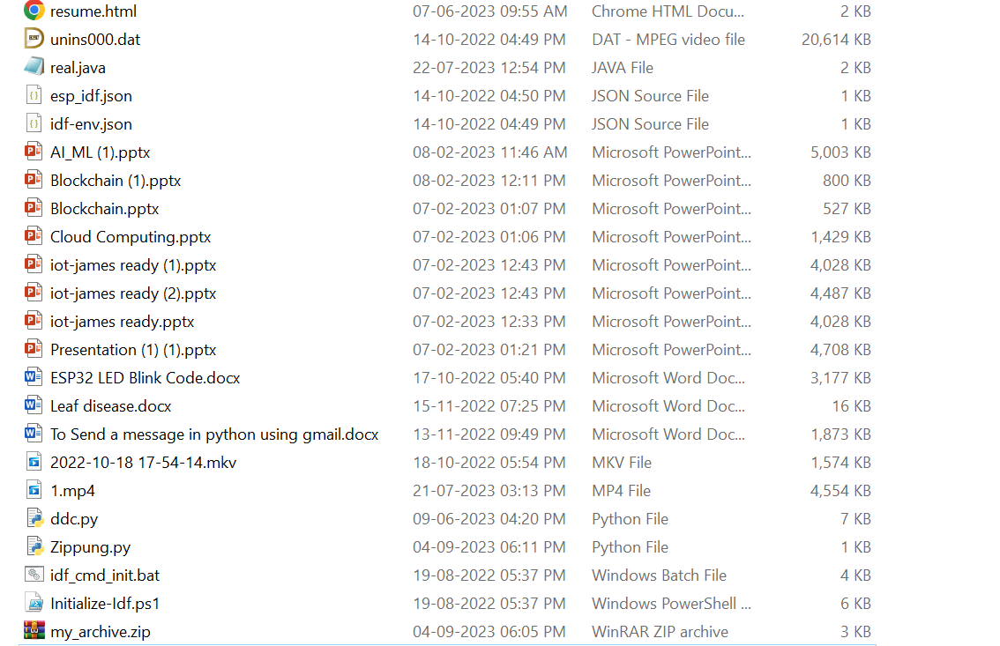 resume.html 07-06-2023 09:55 AM Chrome HTML Docu... 2 KB
unins000.dat 14-10-2022 04:49 PM DAT - MPEG video file 20,614 KB
real.java 22-07-2023 12:54 PM JAVA File 2 KB
esp_idf.json 14-10-2022 04:50 PM JSON Source File 1 KB
idf-env.json 14-10-2022 04:49 PM JSON Source File 1 KB
AI_ML (1).pptx 08-02-2023 11:46 AM Microsoft PowerPoint... 5,003 KB
Blockchain (1).pptx 08-02-2023 12:11 PM Microsoft PowerPoint... 800 KB
Blockchain.pptx 07-02-2023 01:07 PM Microsoft PowerPoint... 527 KB
Cloud Computing.pptx 07-02-2023 01:06 PM Microsoft PowerPoint... 1,429 KB
iot-james ready (1).pptx 07-02-2023 12:43 PM Microsoft PowerPoint... 4,028 KB
iot-james ready (2).pptx 07-02-2023 12:43 PM Microsoft PowerPoint... 4,487 KB
iot-james ready.pptx 07-02-2023 12:33 PM Microsoft PowerPoint... 4,028 KB
Presentation (1) (1).pptx 07-02-2023 01:21 PM Microsoft PowerPoint... 4,708 KB
ESP32 LED Blink Code.docx 17-10-2022 05:40 PM Microsoft Word Doc... 3,177 KB
Leaf disease.docx 15-11-2022 07:25 PM Microsoft Word Doc... 16 KB
To Send a message in python using gmail.docx 13-11-2022 09:49 PM Microsoft Word Doc... 1,873 KB
2022-10-18 17-54-14.mkv 18-10-2022 05:54 PM MKV File 1,574 KB
1.mp4 21-07-2023 03:13 PM MP4 File 4,554 KB
ddc.py 09-06-2023 04:20 PM Python File 7 KB
Zippung.py 04-09-2023 06:11 PM Python File 1 KB
idf_cmd_init.bat 19-08-2022 05:37 PM Windows Batch File 4 KB
Initialize-Idf.ps1 19-08-2022 05:37 PM Windows PowerShell ... 6 KB
my_archive.zip 04-09-2023 06:05 PM WinRAR ZIP archive 3 KB